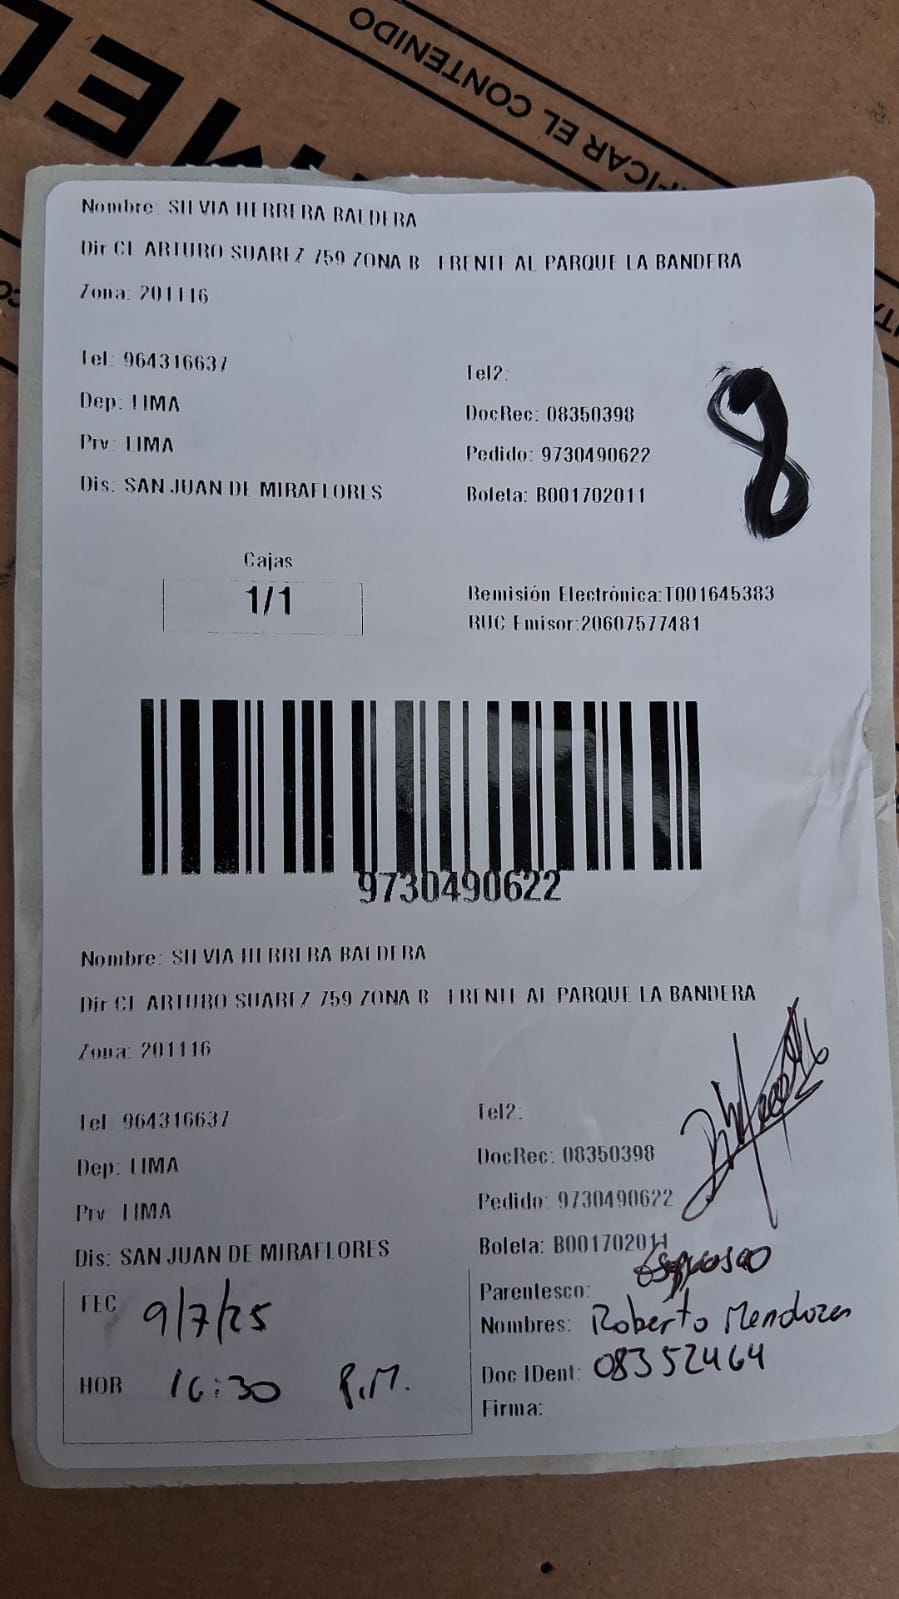 VERIFICAR EL CONTENIDO
Nombre: SILVIA HERRERA BALDERA
Dir CL ARTURO SUAREZ 759 ZONA B FRENTE AL PARQUE LA BANDERA
Zona: 201116
Tel: 964316637
Tel2:
Dep: LIMA
DocRec: 08350398
Prv: LIMA
Pedido: 9730490622
Dis: SAN JUAN DE MIRAFLORES
Boleta: B001702011
8
Cajas
1/1
Remisión Electrónica:T001645383
RUC Emisor:20607577481
9730490622
Nombre: SILVIA HERRERA BALDERA
Dir CL ARTURO SUAREZ 759 ZONA B FRENTE AL PARQUE LA BANDERA
Zona: 201116
Tel: 964316637
Tel2:
Dep: LIMA
DocRec: 08350398
Prv: LIMA
Pedido: 9730490622
Dis: SAN JUAN DE MIRAFLORES
Boleta: B001702011
FEC 9/7/25
Parentesco: Esposo
Nombres: Roberto Mendoza
HOR 16:30 P.M.
Doc IDent: 08352464
Firma: